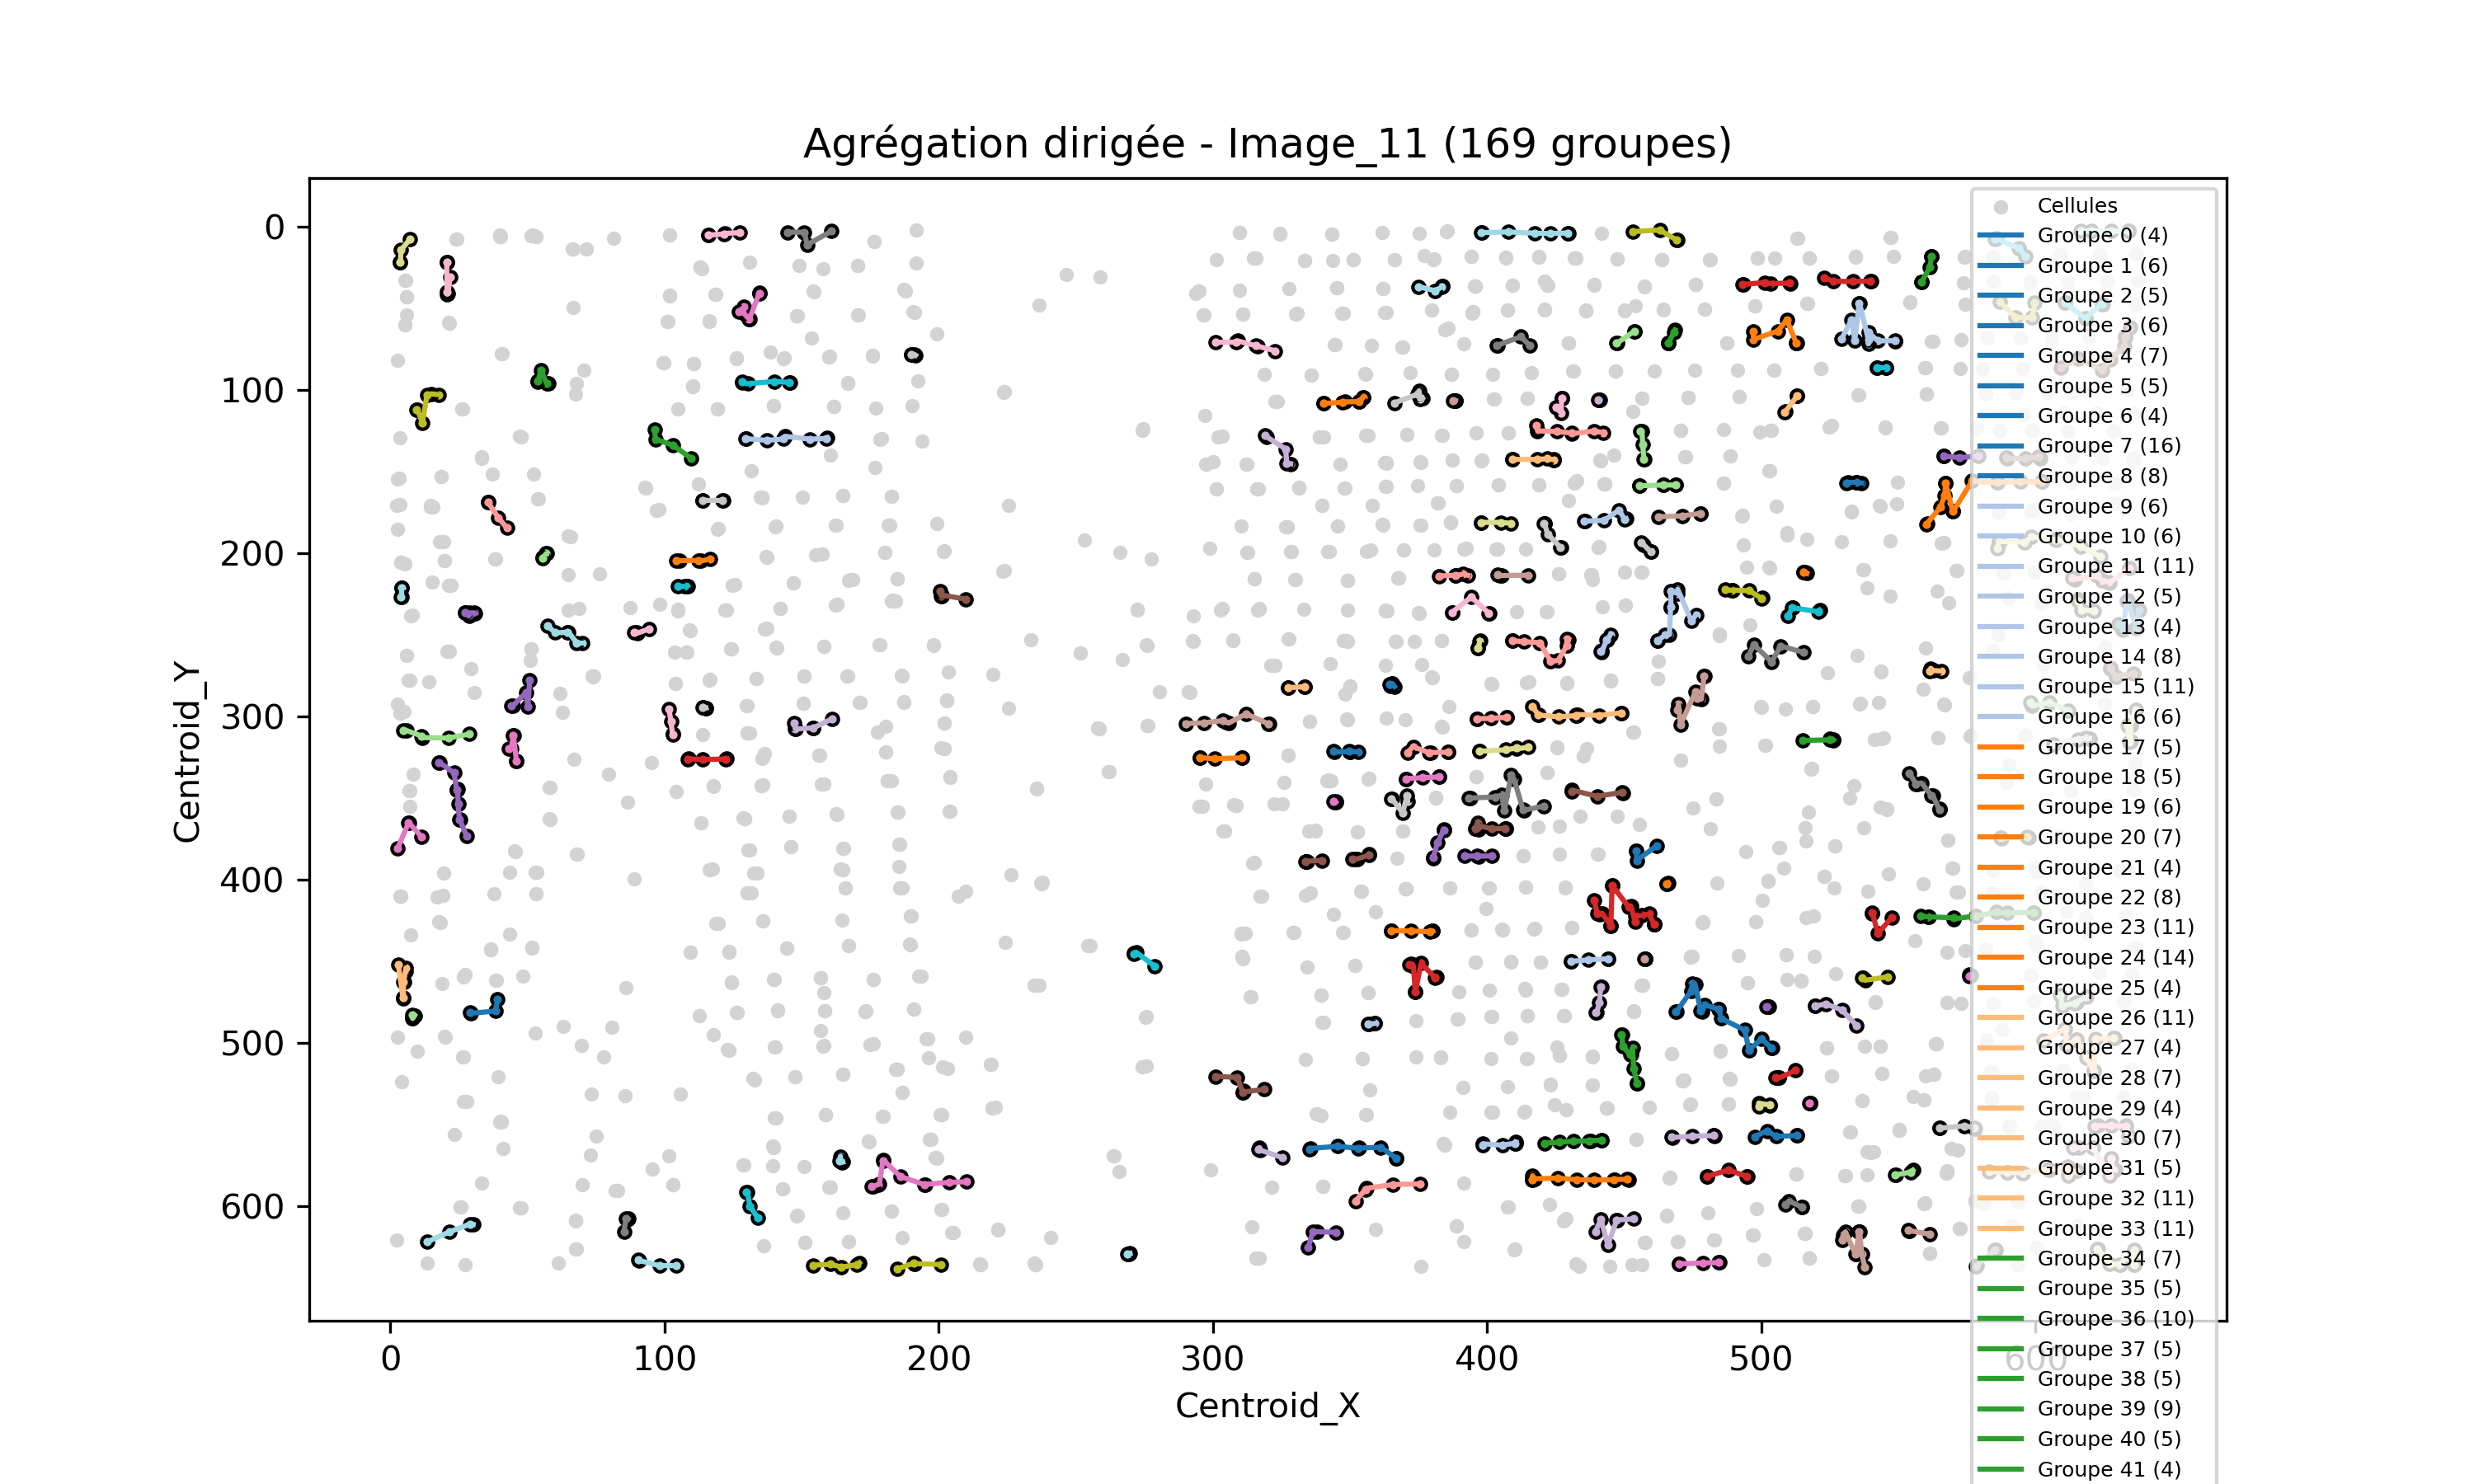 Agrégation dirigée - Image_11 (169 groupes)
Centroid_Y
0
100
200
300
400
500
600
0
100
200
300
400
500
600
Centroid_X
Cellules
Groupe 0 (4)
Groupe 1 (6)
Groupe 2 (5)
Groupe 3 (6)
Groupe 4 (7)
Groupe 5 (5)
Groupe 6 (4)
Groupe 7 (16)
Groupe 8 (8)
Groupe 9 (6)
Groupe 10 (6)
Groupe 11 (11)
Groupe 12 (5)
Groupe 13 (4)
Groupe 14 (8)
Groupe 15 (11)
Groupe 16 (6)
Groupe 17 (5)
Groupe 18 (5)
Groupe 19 (6)
Groupe 20 (7)
Groupe 21 (4)
Groupe 22 (8)
Groupe 23 (11)
Groupe 24 (14)
Groupe 25 (4)
Groupe 26 (11)
Groupe 27 (4)
Groupe 28 (7)
Groupe 29 (4)
Groupe 30 (7)
Groupe 31 (5)
Groupe 32 (11)
Groupe 33 (11)
Groupe 34 (7)
Groupe 35 (5)
Groupe 36 (10)
Groupe 37 (5)
Groupe 38 (5)
Groupe 39 (9)
Groupe 40 (5)
Groupe 41 (4)